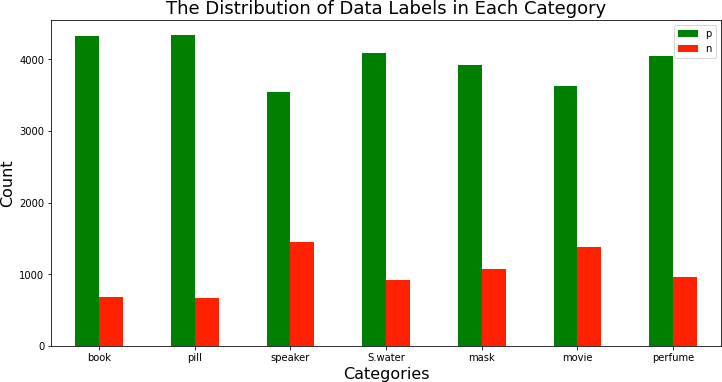 The Distribution of Data Labels in Each Category
p
n
4000
3000
2000
1000
0
Count
book pill speaker S.water mask movie perfume
Categories